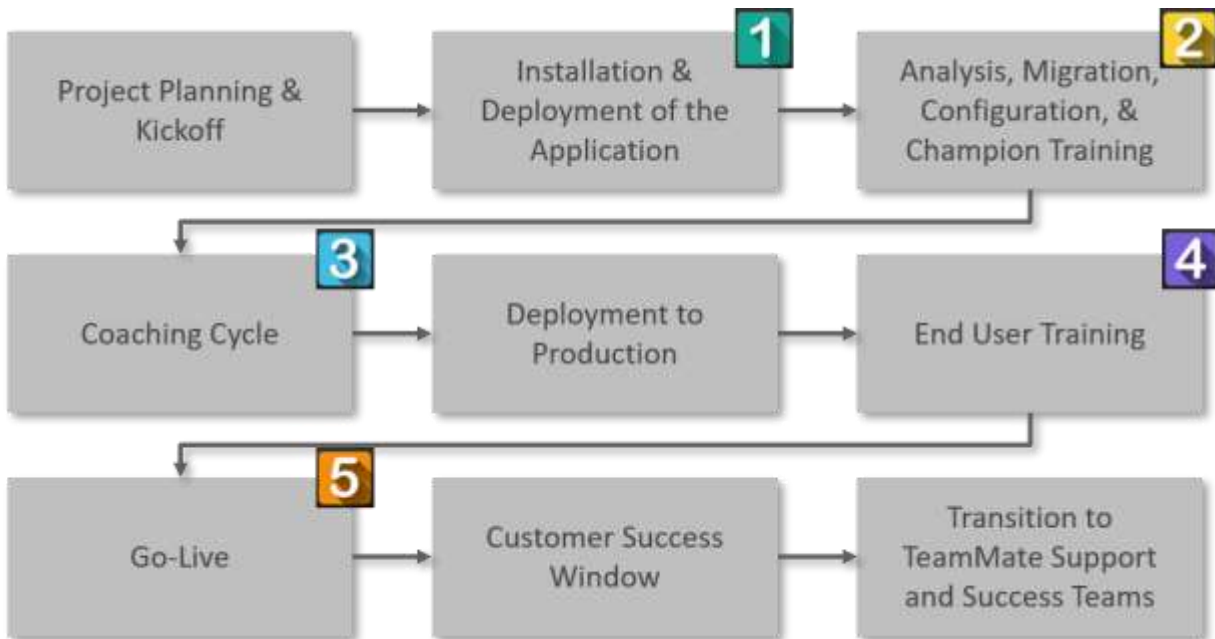 Project Planning &
Kickoff
1
Installation &
Deployment of the
Application
2
Analysis, Migration,
Configuration, &
Champion Training
3
Coaching Cycle
Deployment to
Production
4
End User Training
5
Go-Live
Customer Success
Window
Transition to
TeamMate Support
and Success Teams